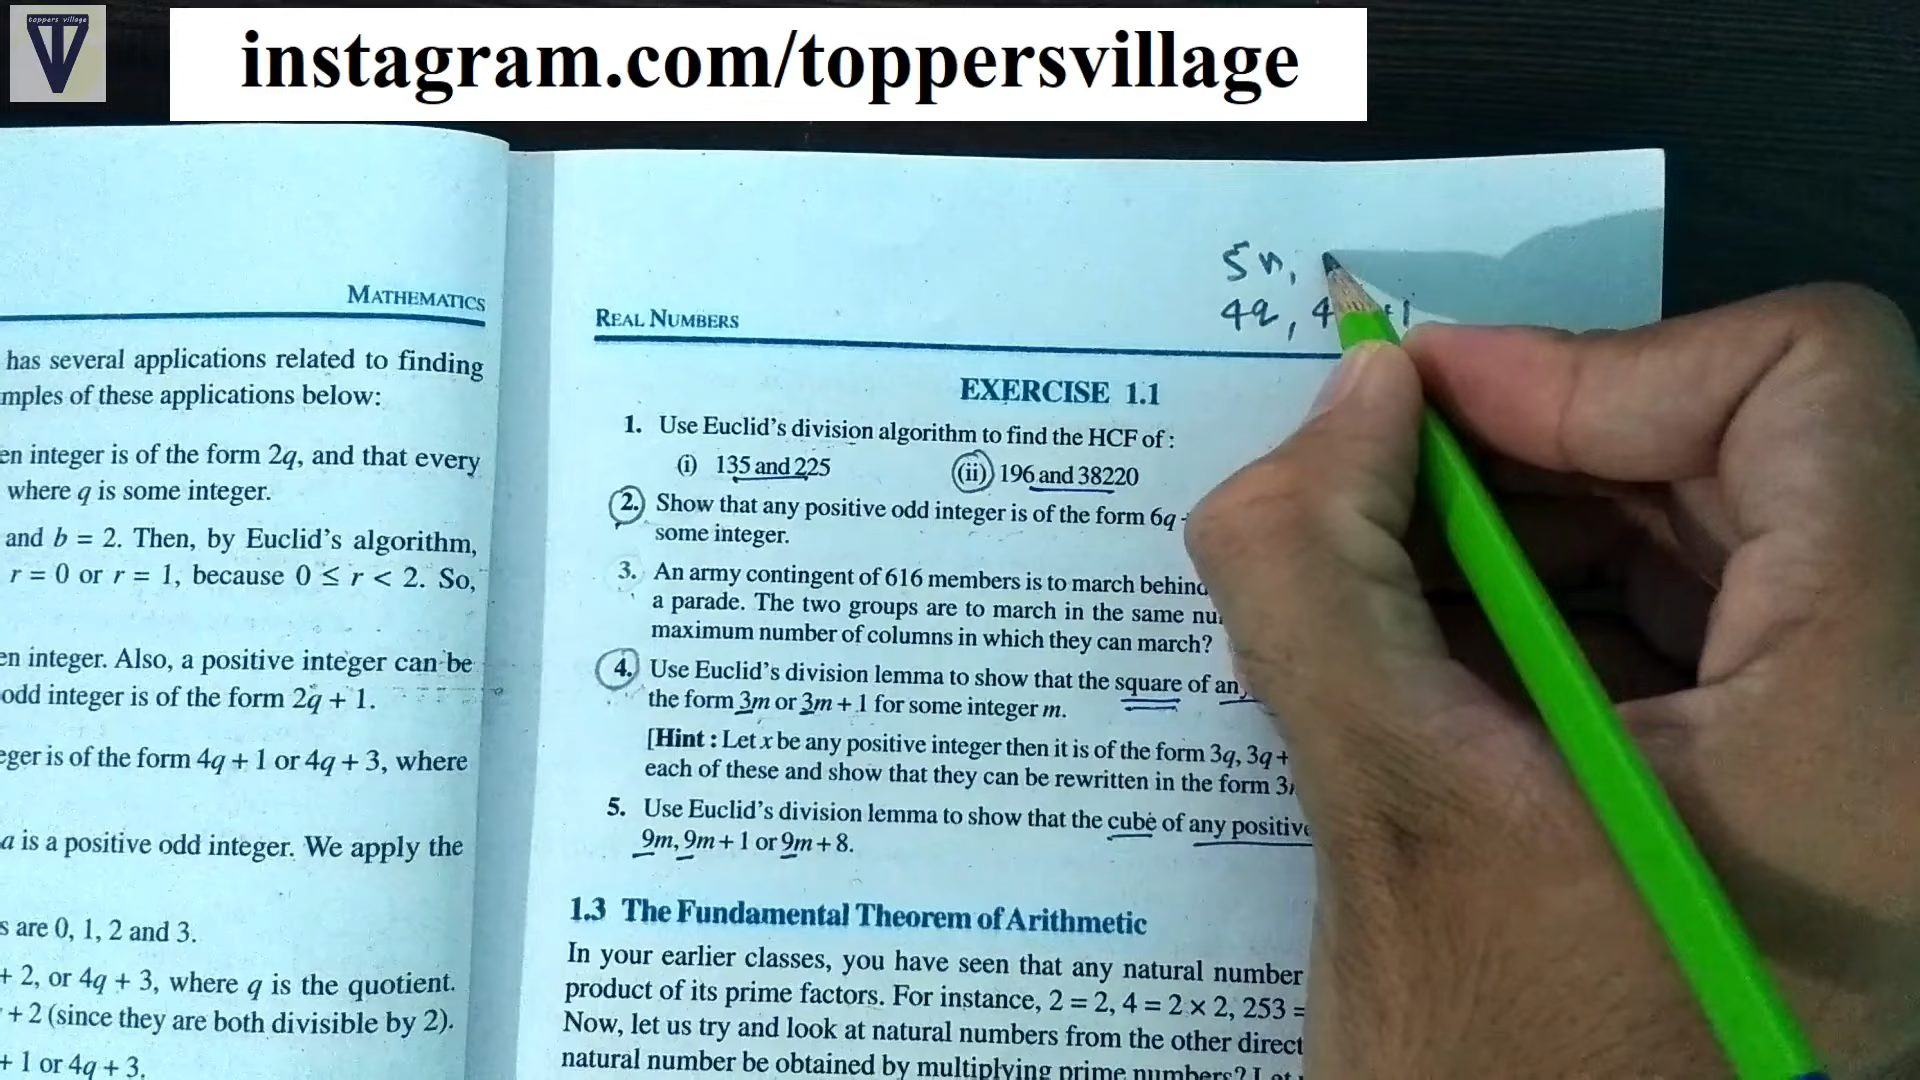 toppers village
TV
instagram.com/toppersvillage
5n,
4q, 4 +1
MATHEMATICS
has several applications related to finding
mples of these applications below:
en integer is of the form 2q, and that every
where q is some integer.
and b = 2. Then, by Euclid's algorithm,
r = 0 or r = 1, because 0 ≤ r < 2. So,
en integer. Also, a positive integer can be
odd integer is of the form 2q + 1.
eger is of the form 4q + 1 or 4q + 3, where
a is a positive odd integer. We apply the
s are 0, 1, 2 and 3.
+ 2, or 4q + 3, where q is the quotient.
+ 2 (since they are both divisible by 2).
+ 1 or 4q + 3.
REAL NUMBERS
EXERCISE 1.1
1. Use Euclid's division algorithm to find the HCF of :
(i) 135 and 225 (ii) 196 and 38220
2. Show that any positive odd integer is of the form 6q
some integer.
3. An army contingent of 616 members is to march behind
a parade. The two groups are to march in the same
maximum number of columns in which they can march?
4. Use Euclid's division lemma to show that the square of any
the form 3m or 3m + 1 for some integer m.
[Hint : Let x be any positive integer then it is of the form 3q, 3q +
each of these and show that they can be rewritten in the form
5. Use Euclid's division lemma to show that the cube of any positive
9m, 9m + 1 or 9m + 8.
1.3 The Fundamental Theorem of Arithmetic
In your earlier classes, you have seen that any natural number
product of its prime factors. For instance, 2 = 2, 4 = 2 × 2, 253 =
Now, let us try and look at natural numbers from the other direct
natural number be obtained by multiplying prime numbers?